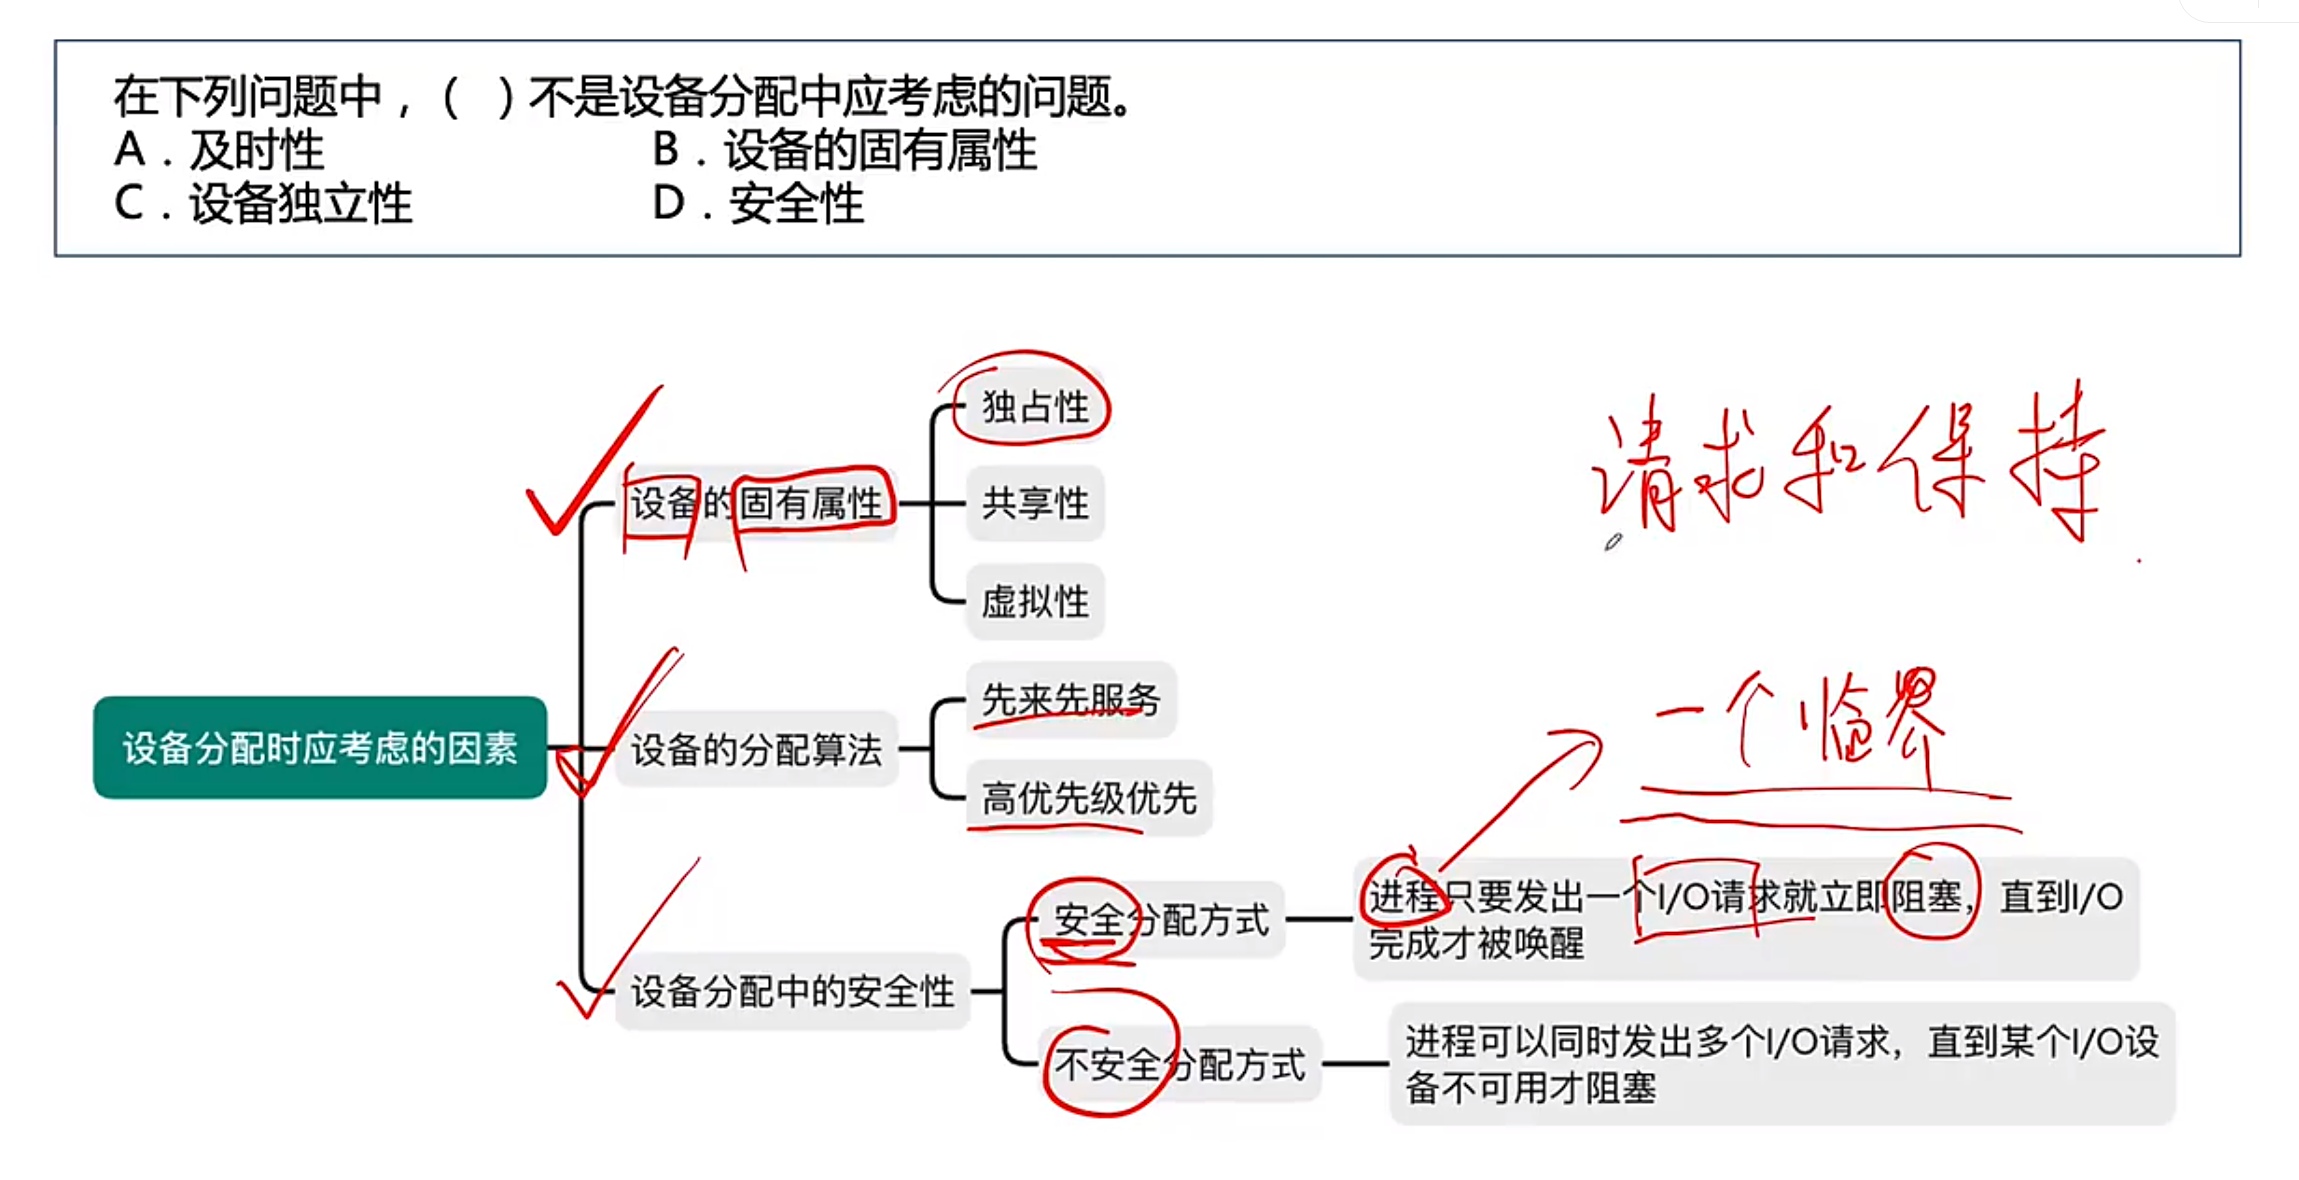 在下列问题中，（ ）不是设备分配中应考虑的问题。
A．及时性 B．设备的固有属性
C．设备独立性 D．安全性
独占性
请求和保持
设备的固有属性
共享性
虚拟性
先来先服务
一个临界
设备分配时应考虑的因素
设备的分配算法
高优先级优先
进程只要发出一个I/O请求就立即阻塞，直到I/O
完成才被唤醒
安全分配方式
设备分配中的安全性
不安全分配方式
进程可以同时发出多个I/O请求，直到某个I/O设
备不可用才阻塞